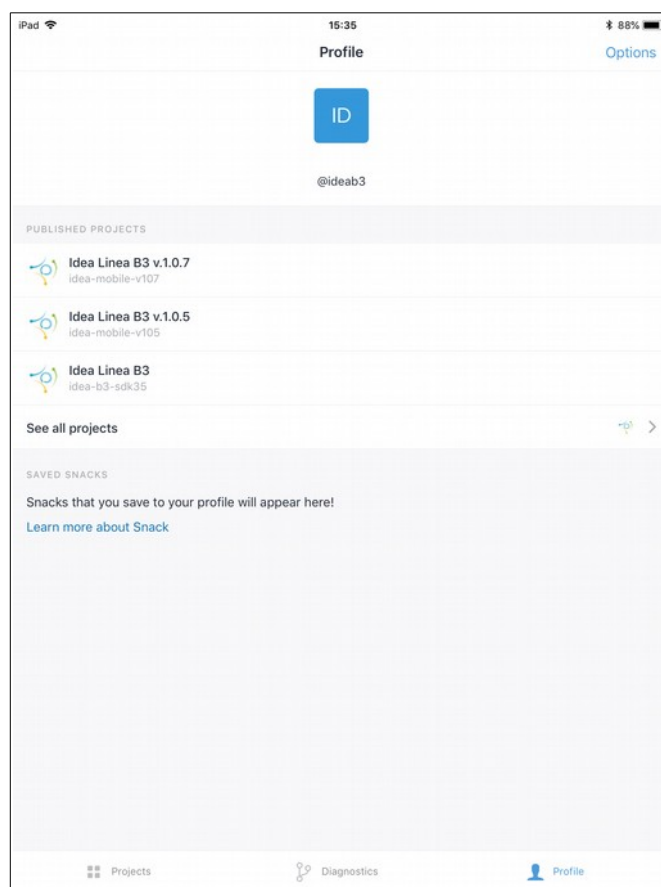 iPad 15:35 88%
Profile Options
ID
@ideab3
PUBLISHED PROJECTS
Idea Linea B3 v.1.0.7
idea-mobile-v107
Idea Linea B3 v.1.0.5
idea-mobile-v105
Idea Linea B3
idea-b3-sdk35
See all projects
SAVED SNACKS
Snacks that you save to your profile will appear here!
Learn more about Snack
Projects Diagnostics Profile